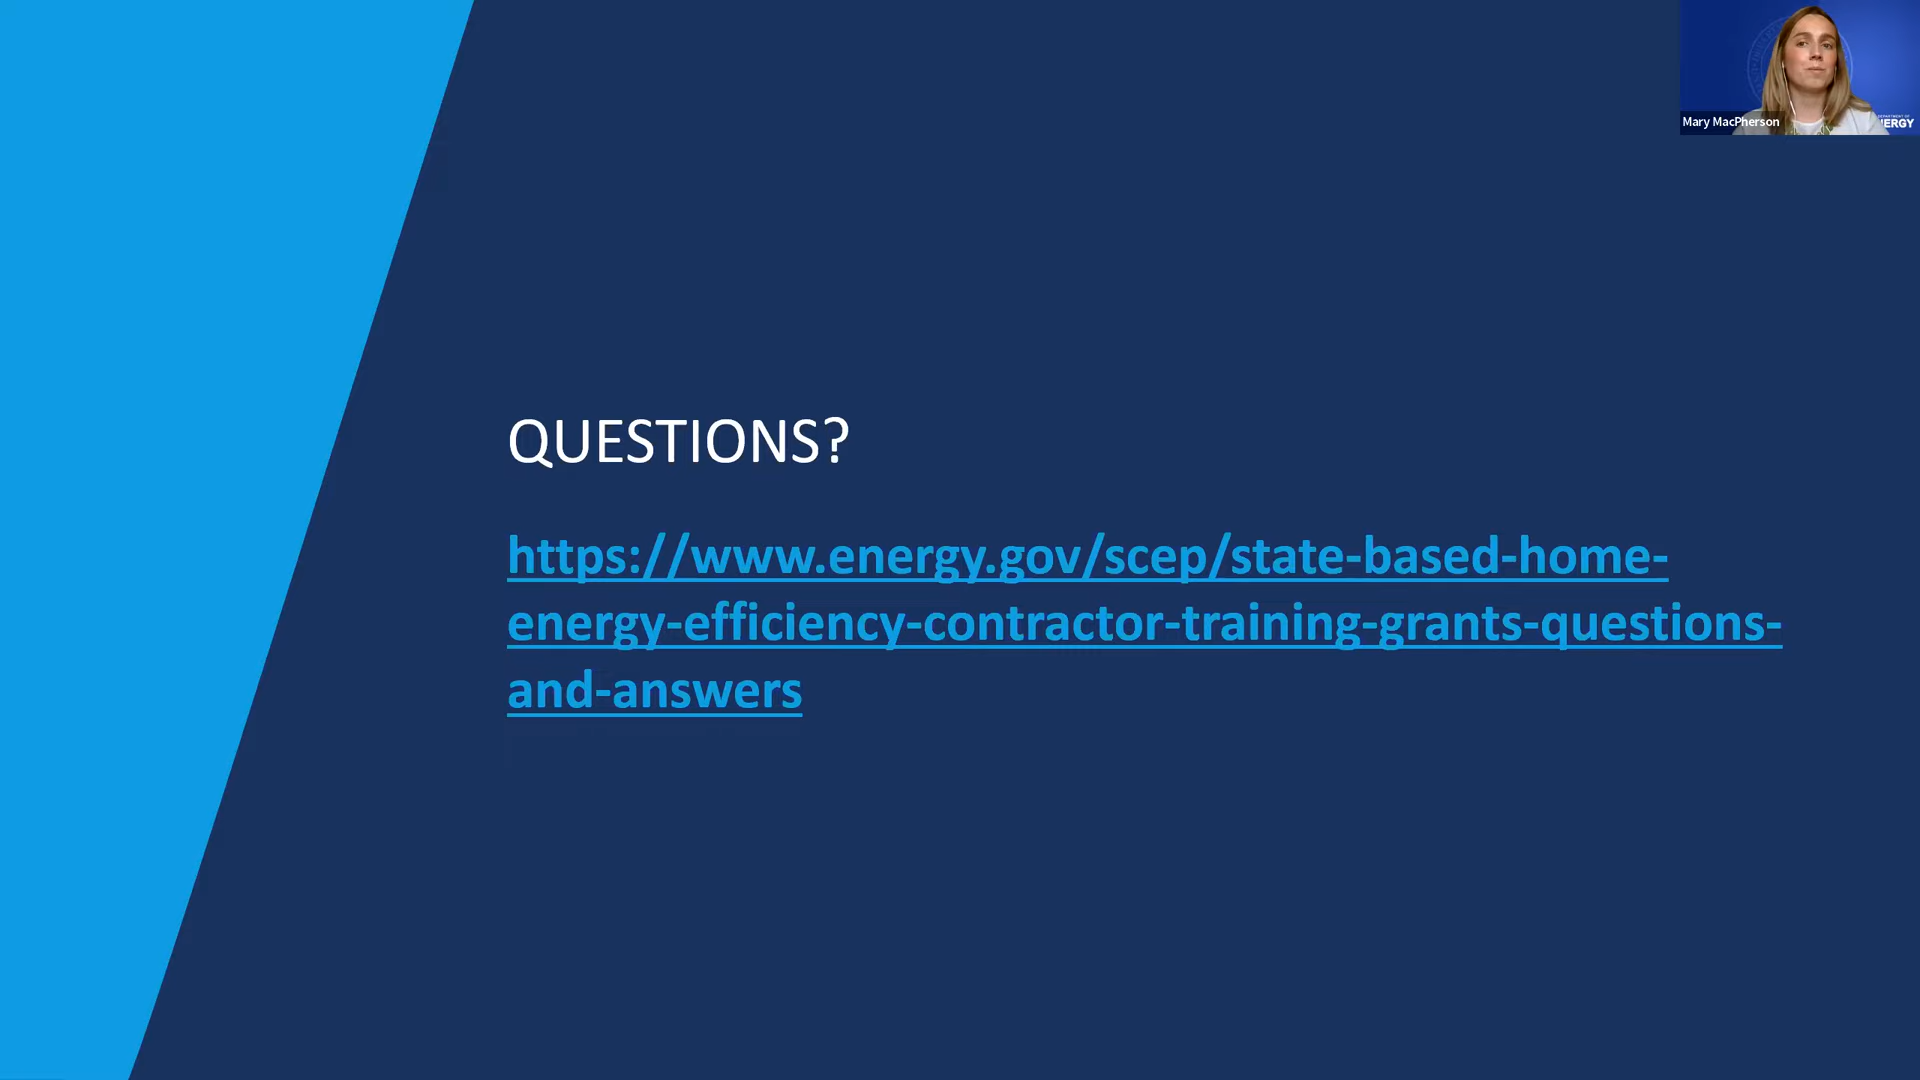 Mary MacPherson
QUESTIONS?
https://www.energy.gov/scep/state-based-home-
energy-efficiency-contractor-training-grants-questions-
and-answers